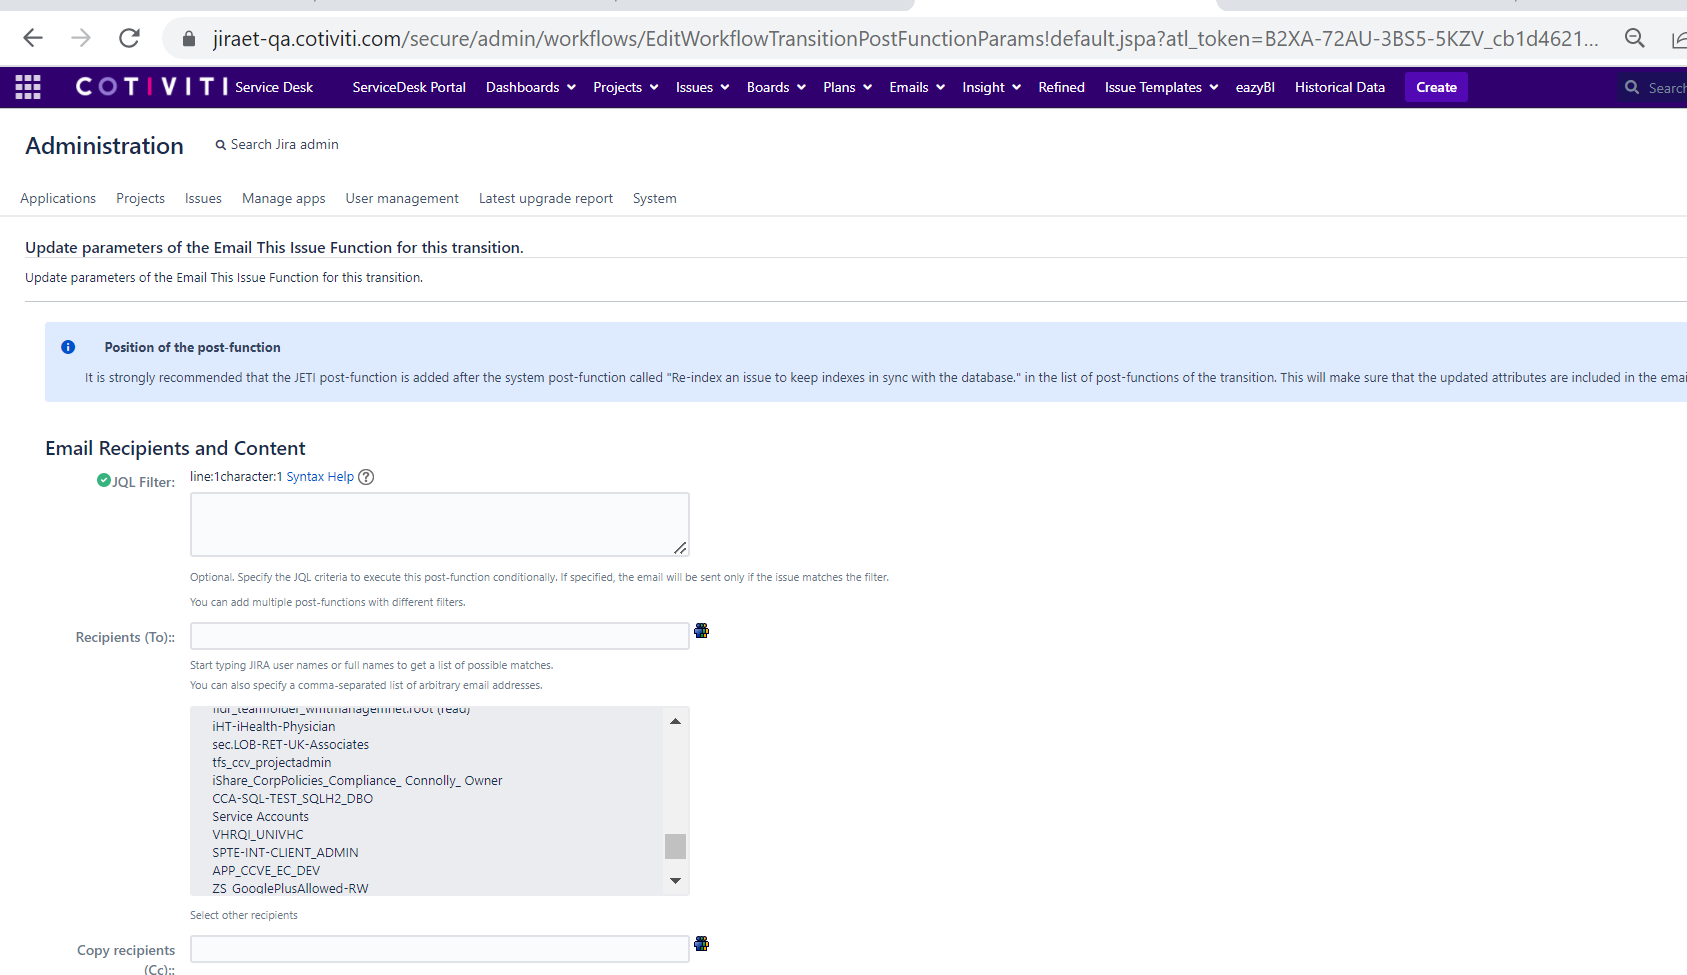 jiraet-qa.cotiviti.com/secure/admin/workflows/EditWorkflowTransitionPostFunctionParams!default.jspa?atl_token=B2XA-72AU-3BS5-5KZV_cb1d4621...
COTIVITI Service Desk ServiceDesk Portal Dashboards Projects Issues Boards Plans Emails Insight Refined Issue Templates eazyBI Historical Data Create Search
Administration Search Jira admin
Applications Projects Issues Manage apps User management Latest upgrade report System
Update parameters of the Email This Issue Function for this transition.
Update parameters of the Email This Issue Function for this transition.
Position of the post-function
It is strongly recommended that the JETI post-function is added after the system post-function called "Re-index an issue to keep indexes in sync with the database." in the list of post-functions of the transition. This will make sure that the updated attributes are included in the emai
Email Recipients and Content
JQL Filter: line:1character:1 Syntax Help ?
Optional. Specify the JQL criteria to execute this post-function conditionally. If specified, the email will be sent only if the issue matches the filter.
You can add multiple post-functions with different filters.
Recipients (To)::
Start typing JIRA user names or full names to get a list of possible matches.
You can also specify a comma-separated list of arbitrary email addresses.
(read)
iHT-iHealth-Physician
sec.LOB-RET-UK-Associates
tfs_ccv_projectadmin
iShare_CorpPolicies_Compliance_ Connolly_ Owner
CCA-SQL-TEST_SQLH2_DBO
Service Accounts
VHRQI_UNIVHC
SPTE-INT-CLIENT_ADMIN
APP_CCVE_EC_DEV
ZS_GooglePlusAllowed-RW
Select other recipients
Copy recipients
(Cc)::